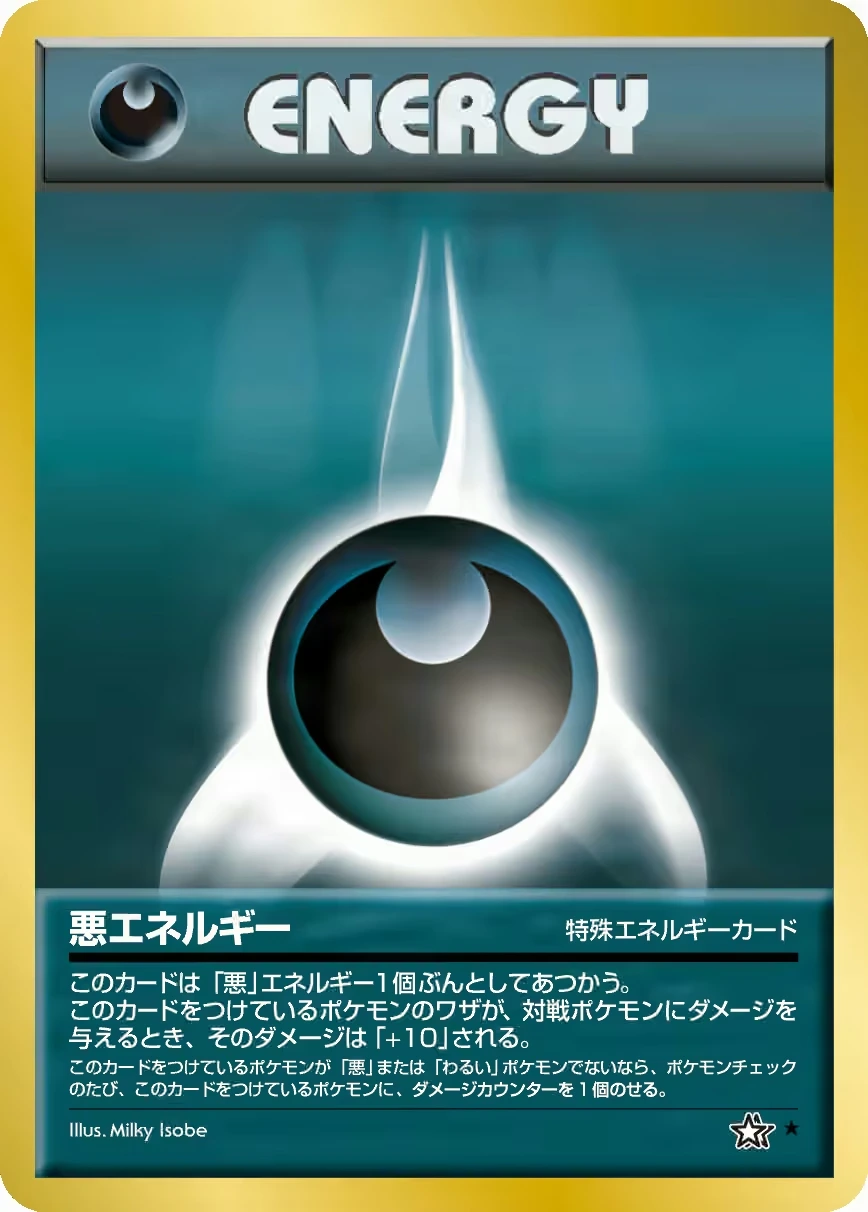 ENERGY
悪エネルギー
特殊エネルギーカード
このカードは「悪」エネルギー1個ぶんとしてあつかう。
このカードをつけているポケモンのワザが、対戦ポケモンにダメージを
与えるとき、そのダメージは「+10」される。
このカードをつけているポケモンが「悪」または「わるい」ポケモンでないなら、ポケモンチェック
のたび、このカードをつけているポケモンに、ダメージカウンターを1個のせる。
Illus. Milky Isobe